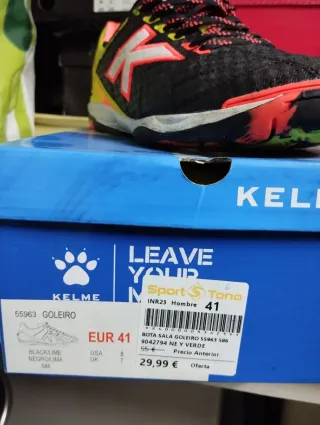 K
KELME
KELME
LEAVE
YOUR
55963 GOLEIRO
EUR 41
BLACK/LIME
NEGRO/LIMA
586
USA 8
UK 7
Sport S Tono
INR23 Hombre 41
BOTA SALA GOLEIRO 55963 586
9042794 NE Y VERDE
55 € Precio Anterior
29,99 € Oferta